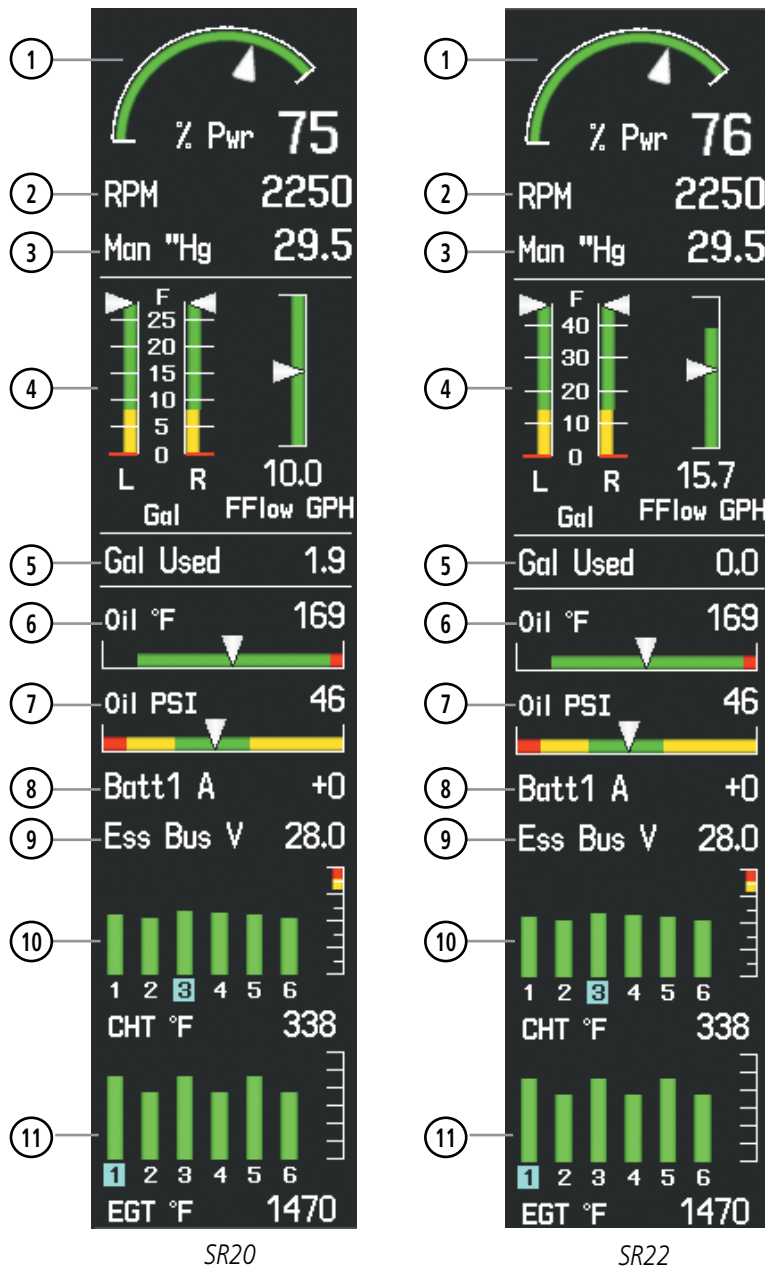 1
% Pwr 75
2
RPM 2250
3
Man "Hg 29.5
4
F
25
20
15
10
5
0
L R
Gal
10.0
FFlow GPH
5
Gal Used 1.9
6
Oil °F 169
7
Oil PSI 46
8
Batt1 A +0
9
Ess Bus V 28.0
10
1 2 3 4 5 6
CHT °F 338
11
1 2 3 4 5 6
EGT °F 1470
SR20
1
% Pwr 76
2
RPM 2250
3
Man "Hg 29.5
4
F
40
30
20
10
0
L R
Gal
15.7
FFlow GPH
5
Gal Used 0.0
6
Oil °F 169
7
Oil PSI 46
8
Batt1 A +0
9
Ess Bus V 28.0
10
1 2 3 4 5 6
CHT °F 338
11
1 2 3 4 5 6
EGT °F 1470
SR22